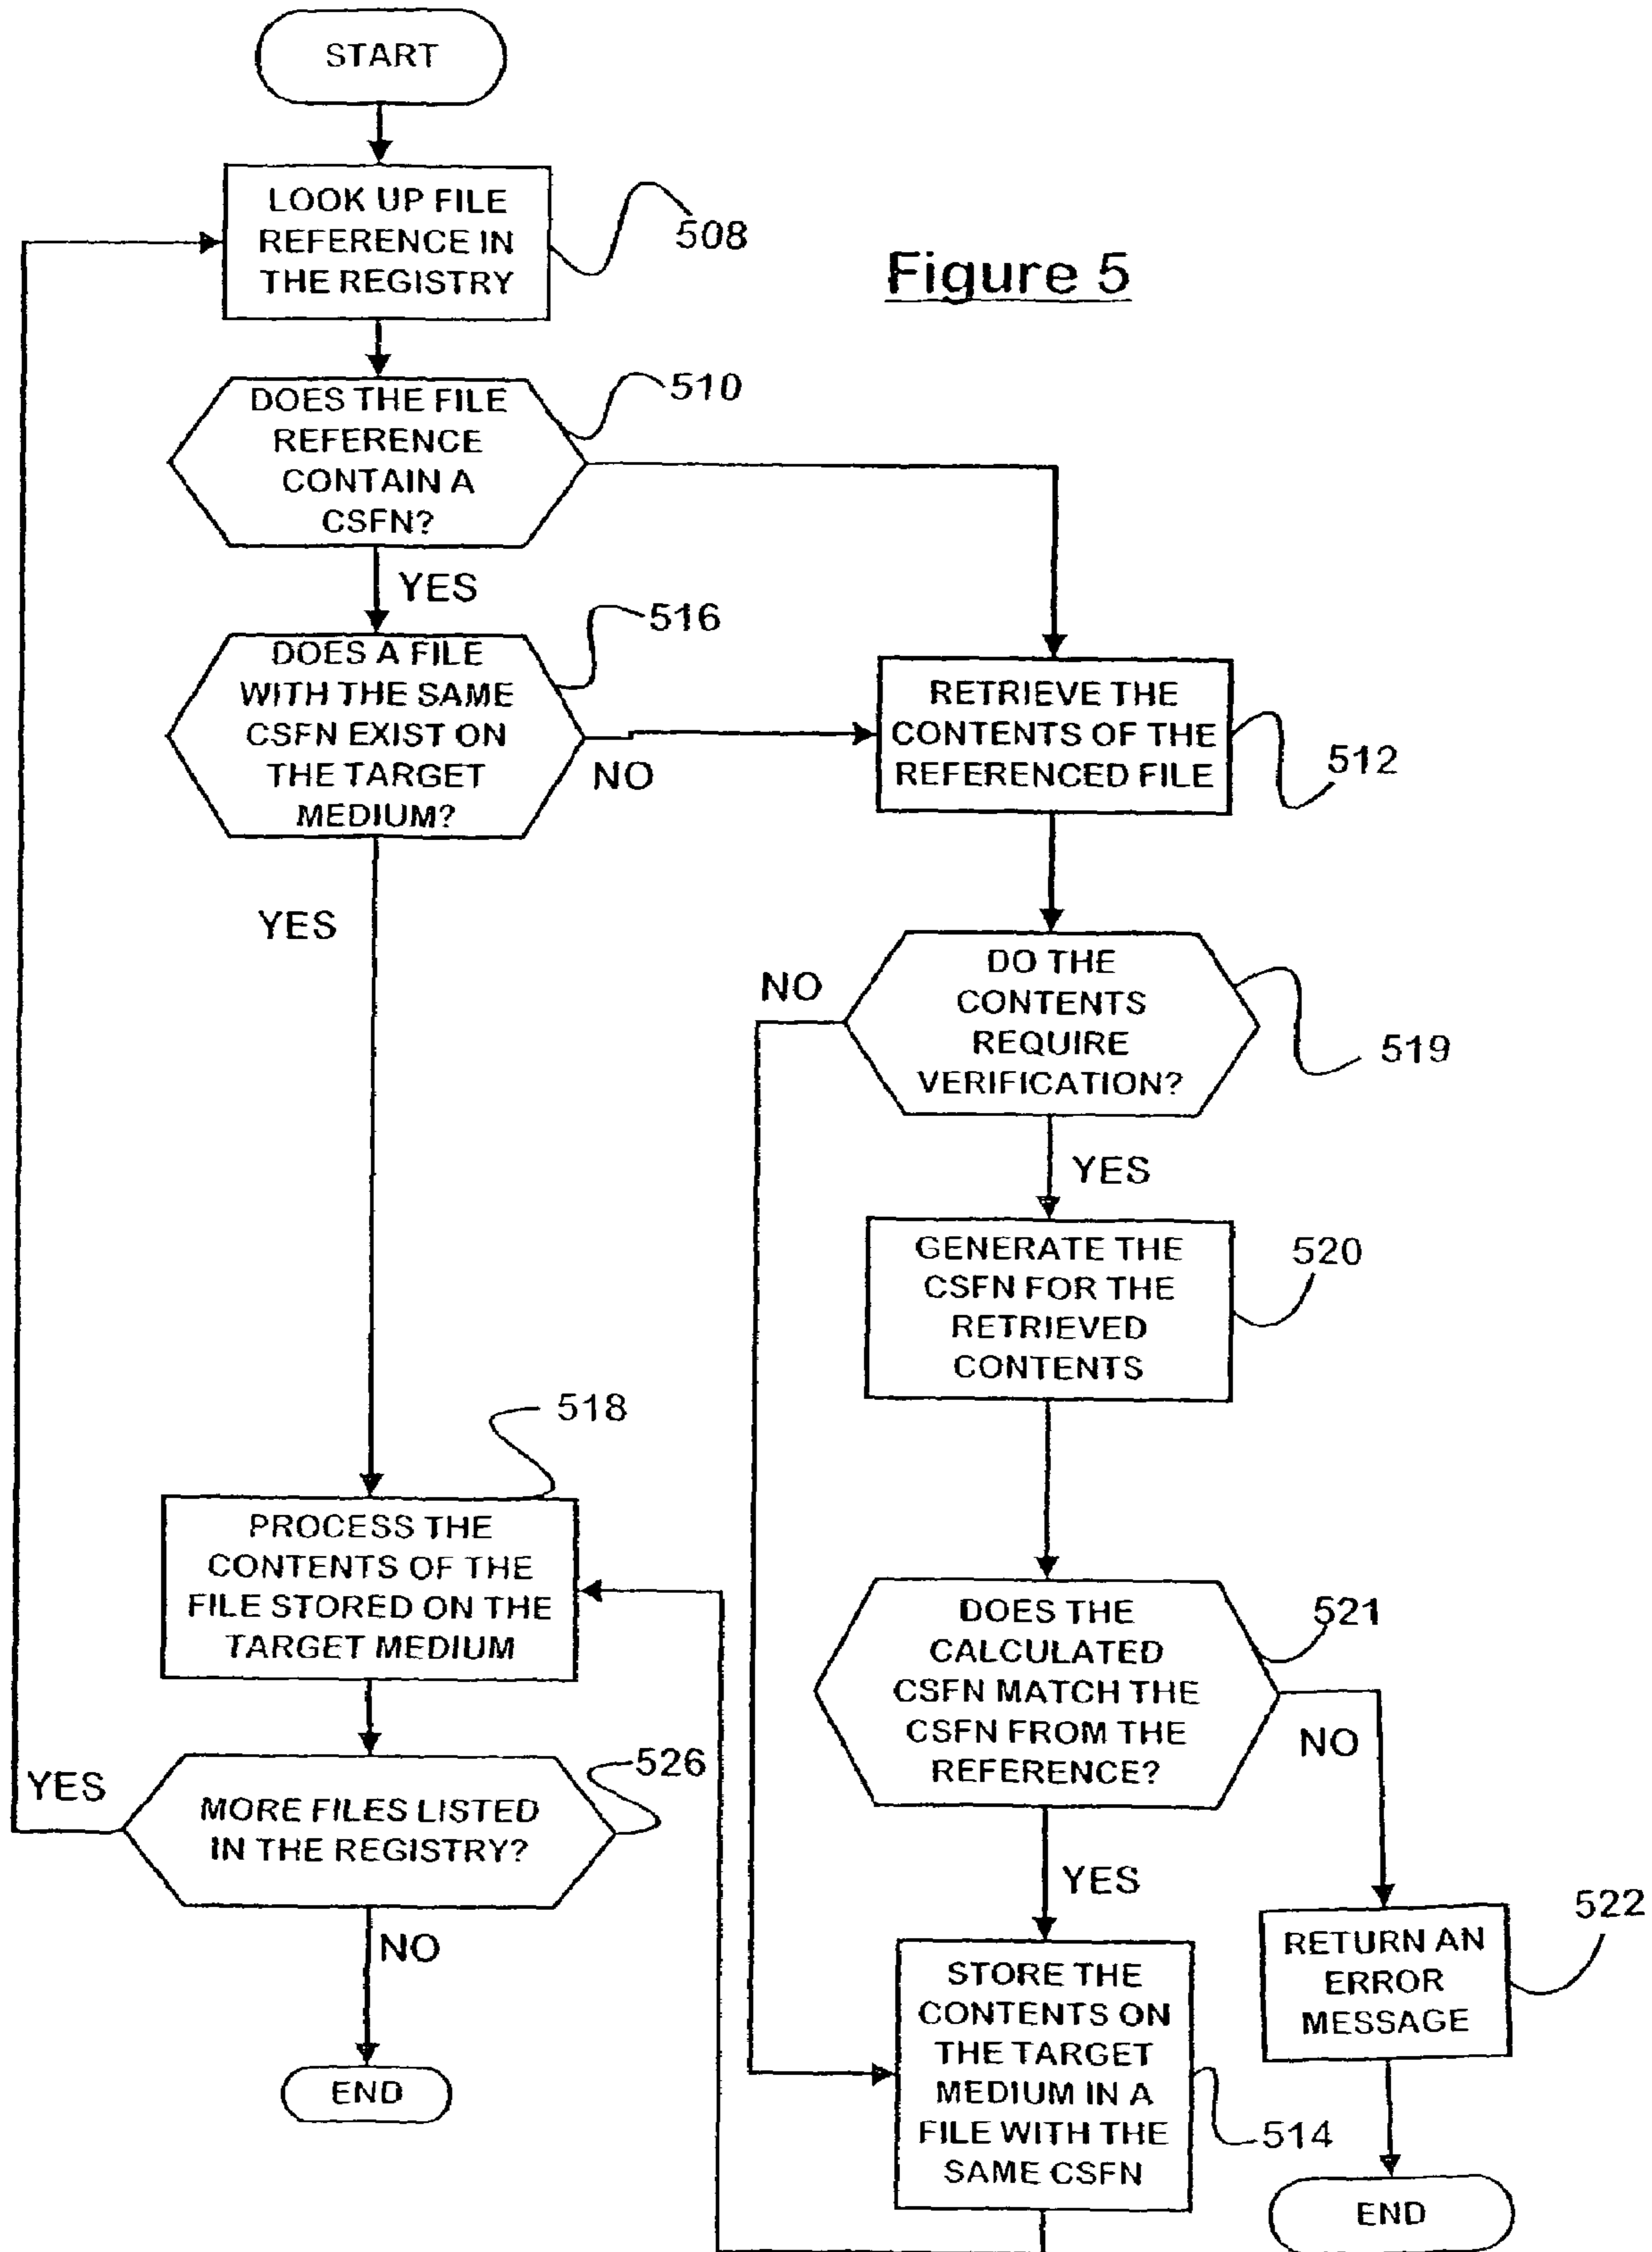 START
LOOK UP FILE
REFERENCE IN
THE REGISTRY
508
Figure 5
DOES THE FILE
REFERENCE
CONTAIN A
CSFN?
510
YES
DOES A FILE
WITH THE SAME
CSFN EXIST ON
THE TARGET
MEDIUM?
516
NO
RETRIEVE THE
CONTENTS OF THE
REFERENCED FILE
512
YES
DO THE
CONTENTS
REQUIRE
VERIFICATION?
NO
519
YES
GENERATE THE
CSFN FOR THE
RETRIEVED
CONTENTS
520
518
PROCESS THE
CONTENTS OF THE
FILE STORED ON THE
TARGET MEDIUM
DOES THE
CALCULATED
CSFN MATCH THE
CSFN FROM THE
REFERENCE?
521
NO
YES
MORE FILES LISTED
IN THE REGISTRY?
526
YES
NO
END
STORE THE
CONTENTS ON
THE TARGET
MEDIUM IN A
FILE WITH THE
SAME CSFN
514
RETURN AN
ERROR
MESSAGE
522
END